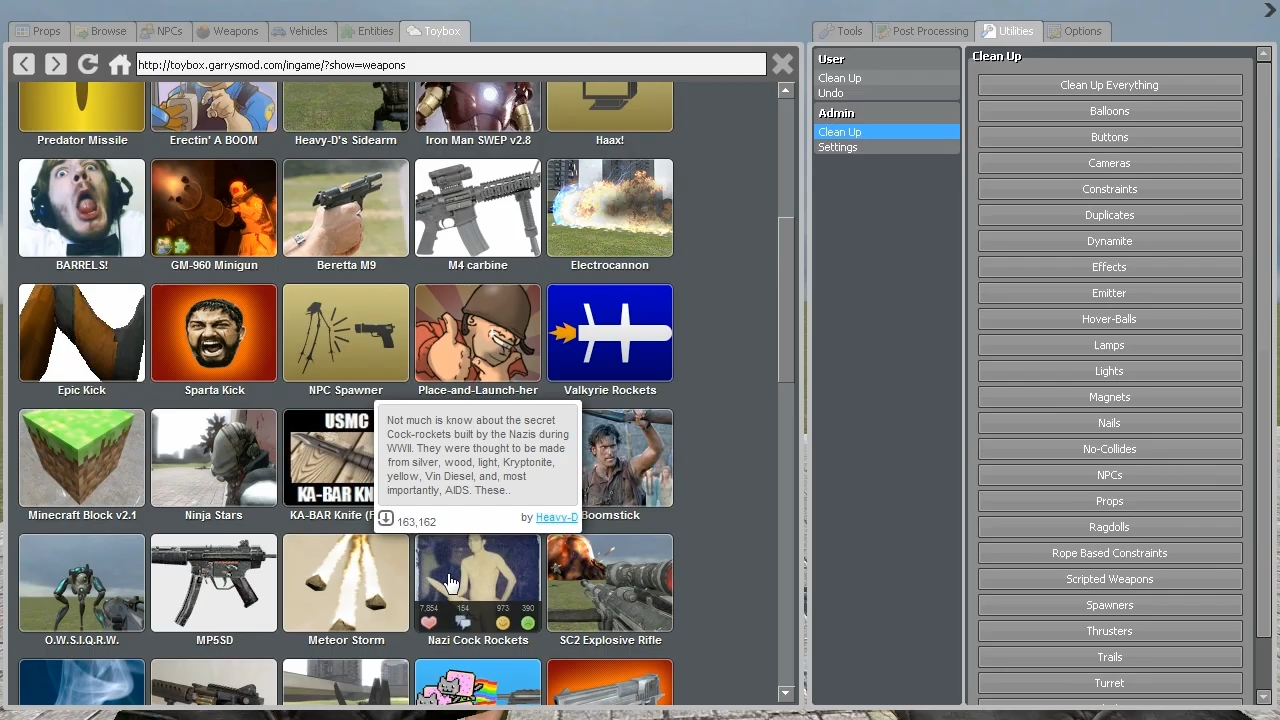 Props
Browse
NPCs
Weapons
Vehicles
Entities
Toybox
http://toybox.garrysmod.com/ingame/?show=weapons
Predator Missile
Erectin' A BOOM
Heavy-D's Sidearm
Iron Man SWEP v2.8
Haax!
BARRELS!
GM-960 Minigun
Beretta M9
M4 carbine
Electrocannon
Epic Kick
Sparta Kick
NPC Spawner
Place-and-Launch-her
Valkyrie Rockets
USMC
KA-BAR KN
Minecraft Block v2.1
Ninja Stars
KA-BAR Knife (F
Boomstick
Not much is know about the secret
Cock-rockets built by the Nazis during
WWII. They were thought to be made
from silver, wood, light, Kryptonite,
yellow, Vin Diesel, and, most
importantly, AIDS. These..
163,162
by Heavy-D
7,854
154
973
390
O.W.S.I.Q.R.W.
MP5SD
Meteor Storm
Nazi Cock Rockets
SC2 Explosive Rifle
Tools
Post Processing
Utilities
Options
User
Clean Up
Undo
Admin
Clean Up
Settings
Clean Up
Clean Up Everything
Balloons
Buttons
Cameras
Constraints
Duplicates
Dynamite
Effects
Emitter
Hover-Balls
Lamps
Lights
Magnets
Nails
No-Collides
NPCs
Props
Ragdolls
Rope Based Constraints
Scripted Weapons
Spawners
Thrusters
Trails
Turret